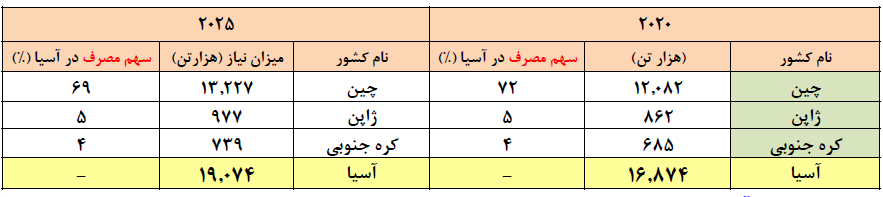 ۲۰۲۰ ۲۰۲۵
نام کشور (هزار تن) سهم مصرف در آسیا (%) نام کشور میزان نیاز (هزارتن) سهم مصرف در آسیا (%)
چین ۱۲,۰۸۲ ۷۲ چین ۱۳,۲۲۷ ۶۹
ژاپن ۸۶۲ ۵ ژاپن ۹۷۷ ۵
کره جنوبی ۶۸۵ ۴ کره جنوبی ۷۳۹ ۴
آسیا ۱۶,۸۷۴ – آسیا ۱۹,۰۷۴ –